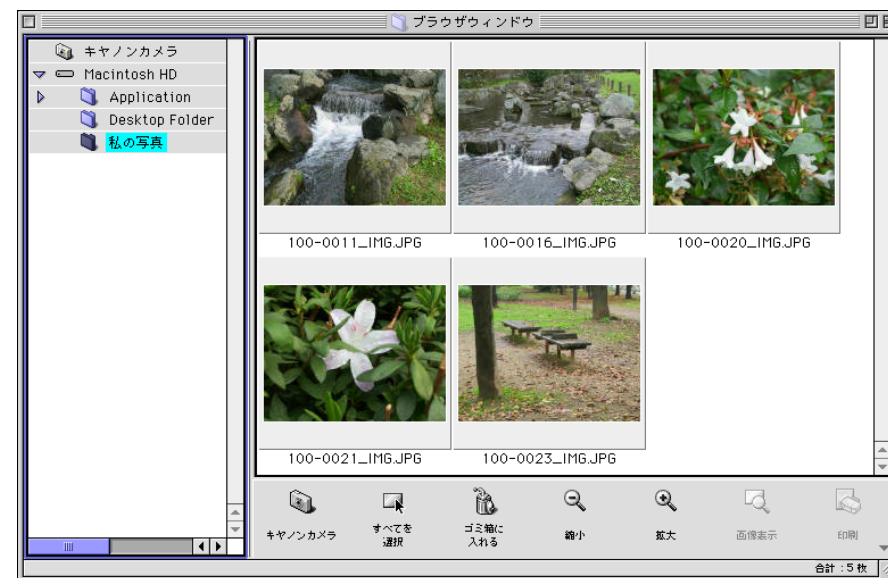 ブラウザウィンドウ
キヤノンカメラ
Macintosh HD
Application
Desktop Folder
私の写真
100-0011_IMG.JPG
100-0016_IMG.JPG
100-0020_IMG.JPG
100-0021_IMG.JPG
100-0023_IMG.JPG
キヤノンカメラ
すべてを
選択
ゴミ箱に
入れる
縮小
拡大
画像表示
印刷
合計：5 枚